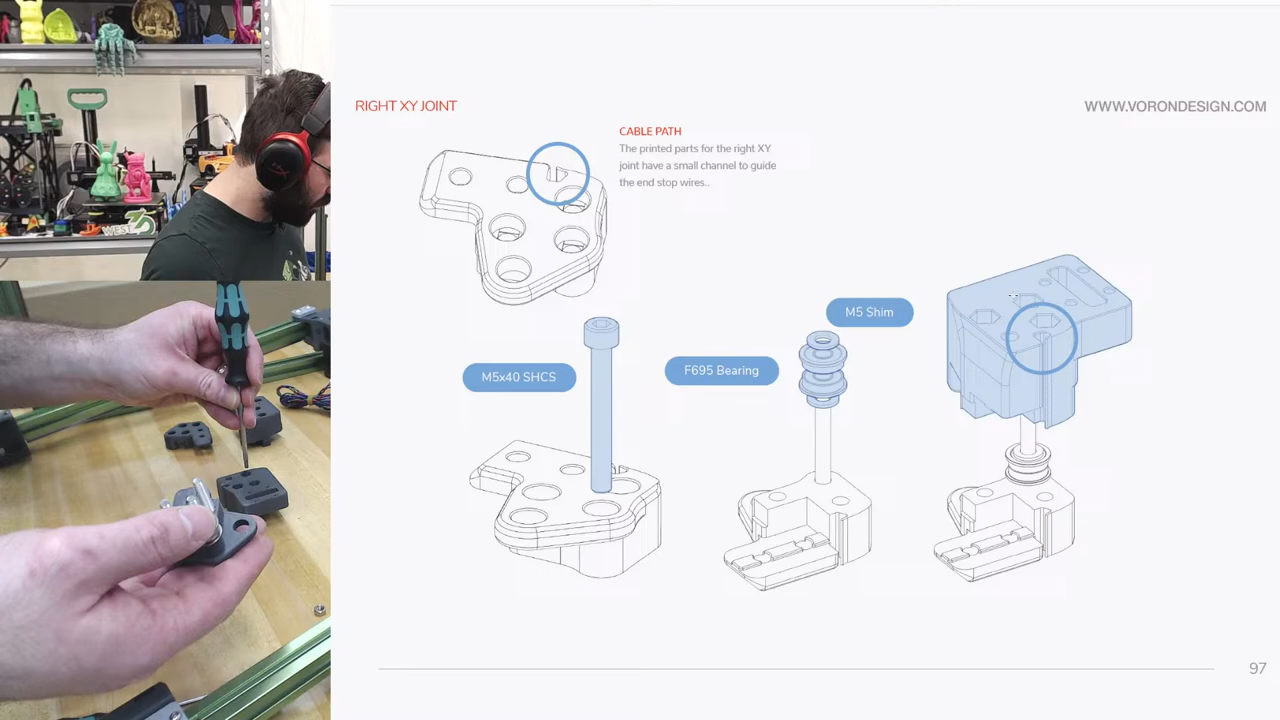 RIGHT XY JOINT
WWW.VORONDESIGN.COM
CABLE PATH
The printed parts for the right XY
joint have a small channel to guide
the end stop wires..
M5 Shim
F695 Bearing
M5x40 SHCS
97